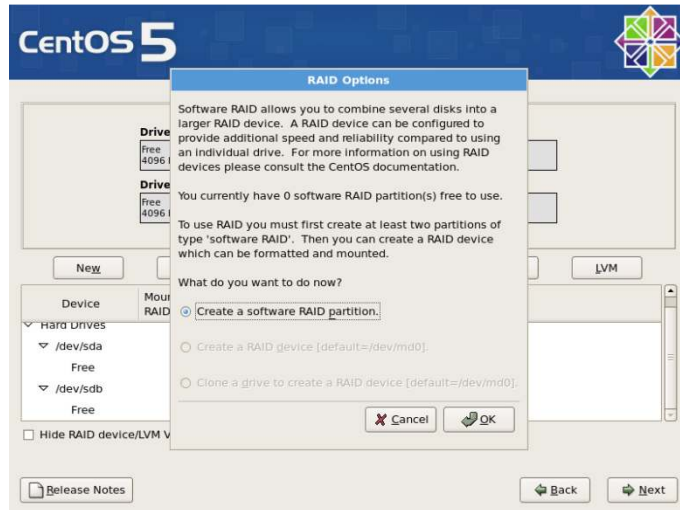 CentOS 5
RAID Options
Software RAID allows you to combine several disks into a
larger RAID device. A RAID device can be configured to
provide additional speed and reliability compared to using
an individual drive. For more information on using RAID
devices please consult the CentOS documentation.
You currently have 0 software RAID partition(s) free to use.
To use RAID you must first create at least two partitions of
type 'software RAID'. Then you can create a RAID device
which can be formatted and mounted.
What do you want to do now?
Create a software RAID partition.
Create a RAID device [default=/dev/md0].
Clone a drive to create a RAID device [default=/dev/md0].
Cancel
OK
Drive
Free
4096
Drive
Free
4096
New
LVM
Device
Mou
RAID
Hard Drives
/dev/sda
Free
/dev/sdb
Free
Hide RAID device/LVM V
Release Notes
Back
Next